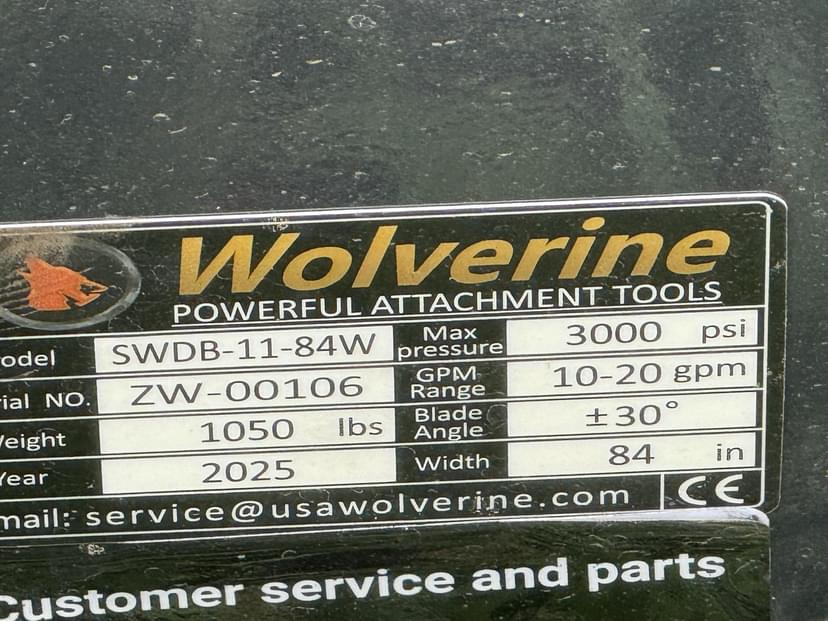 Wolverine
POWERFUL ATTACHMENT TOOLS
odel SWDB-11-84W Max pressure 3000 psi
rial NO. ZW-00106 GPM Range 10-20 gpm
Weight 1050 lbs Blade Angle ±30°
Year 2025 Width 84 in
mail: service@usawolverine.com CE
Customer service and parts